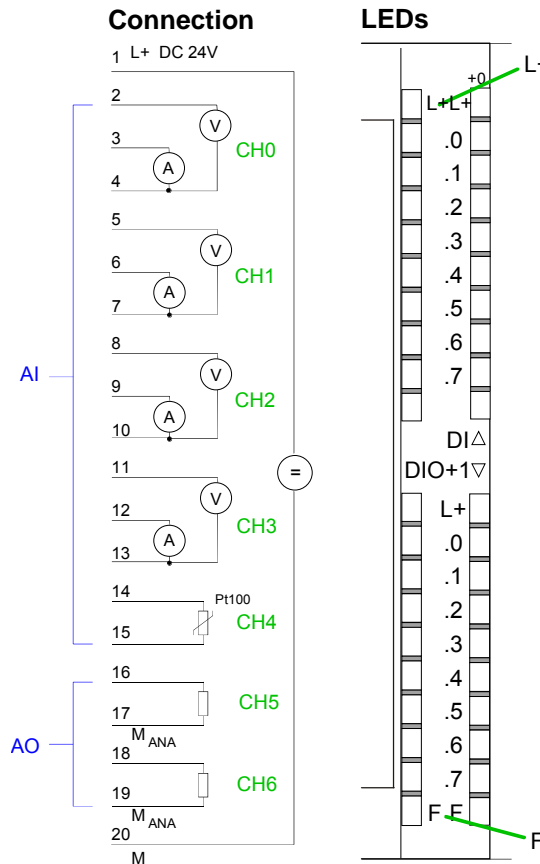 Connection
1 L+ DC 24V
2
V
3
CH0
A
4
5
V
6
CH1
A
7
8
V
AI
9
CH2
A
10
11
V
=
12
CH3
A
13
14
Pt100
CH4
15
16
CH5
17
M ANA
AO
18
CH6
19
M ANA
20
M
LEDs
L+
+0
L+L+
.0
.1
.2
.3
.4
.5
.6
.7
DI△
DIO+1▽
L+
.0
.1
.2
.3
.4
.5
.6
.7
F F
F